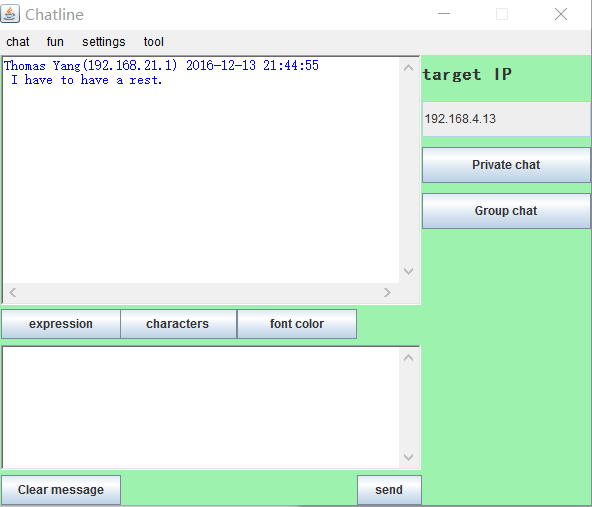 Chatline
chat fun settings tool
Thomas Yang(192.168.21.1) 2016-12-13 21:44:55
I have to have a rest.
target IP
192.168.4.13
Private chat
Group chat
expression characters font color
Clear message send